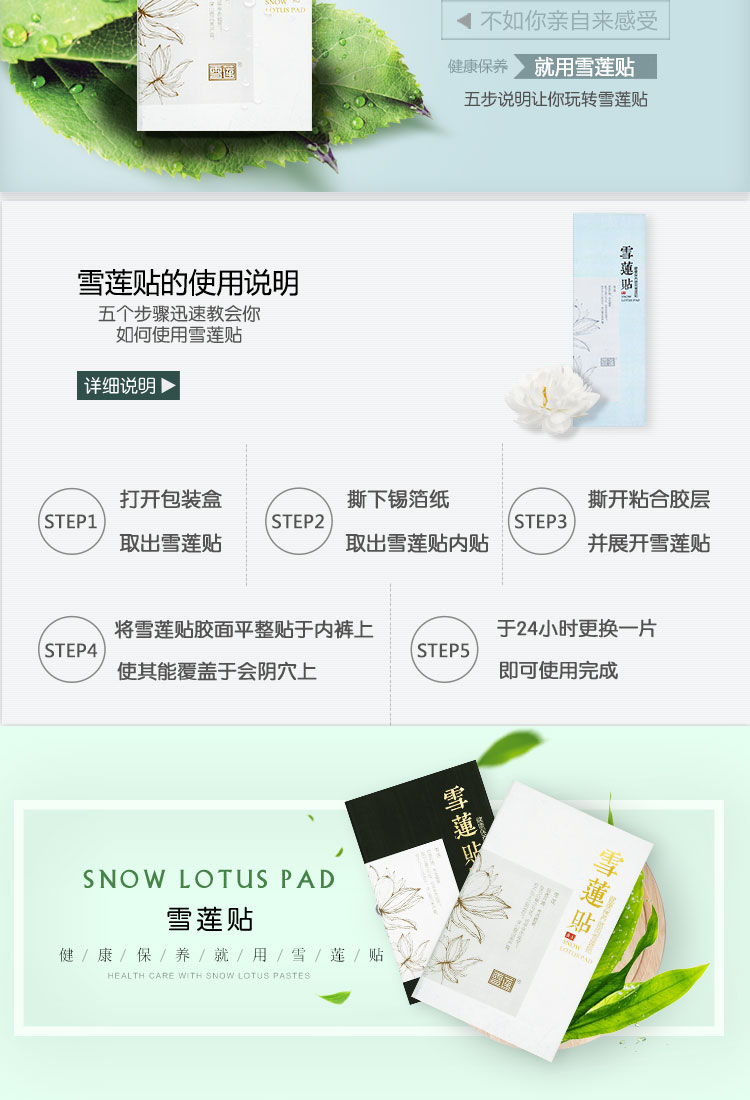 SNOW
LOTUS PAD
雪莲
◀ 不如你亲自来感受
健康保养 就用雪莲贴
五步说明让你玩转雪莲贴
雪莲贴的使用说明
五个步骤迅速教会你
如何使用雪莲贴
详细说明▶
雪蓮貼
SNOW
LOTUS PAD
STEP1
打开包装盒
取出雪莲贴
STEP2
撕下锡箔纸
取出雪莲贴内贴
STEP3
撕开粘合胶层
并展开雪莲贴
STEP4
将雪莲贴胶面平整贴于内裤上
使其能覆盖于会阴穴上
STEP5
于24小时更换一片
即可使用完成
SNOW LOTUS PAD
雪莲贴
健/康/保/养/就/用/雪/莲/贴
HEALTH CARE WITH SNOW LOTUS PASTES
雪蓮貼
雪蓮貼
SNOW
LOTUS PAD